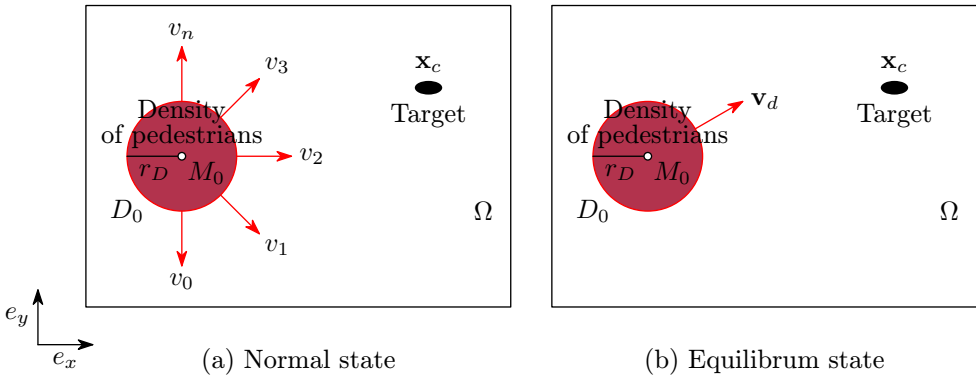 v_n
v_3
x_c
Target
Density
of pedestrians
v_2
r_D
M_0
D_0
v_1
v_0
Ω
x_c
Target
v_d
Density
of pedestrians
r_D
M_0
D_0
Ω
e_y
e_x
(a) Normal state
(b) Equilibrum state